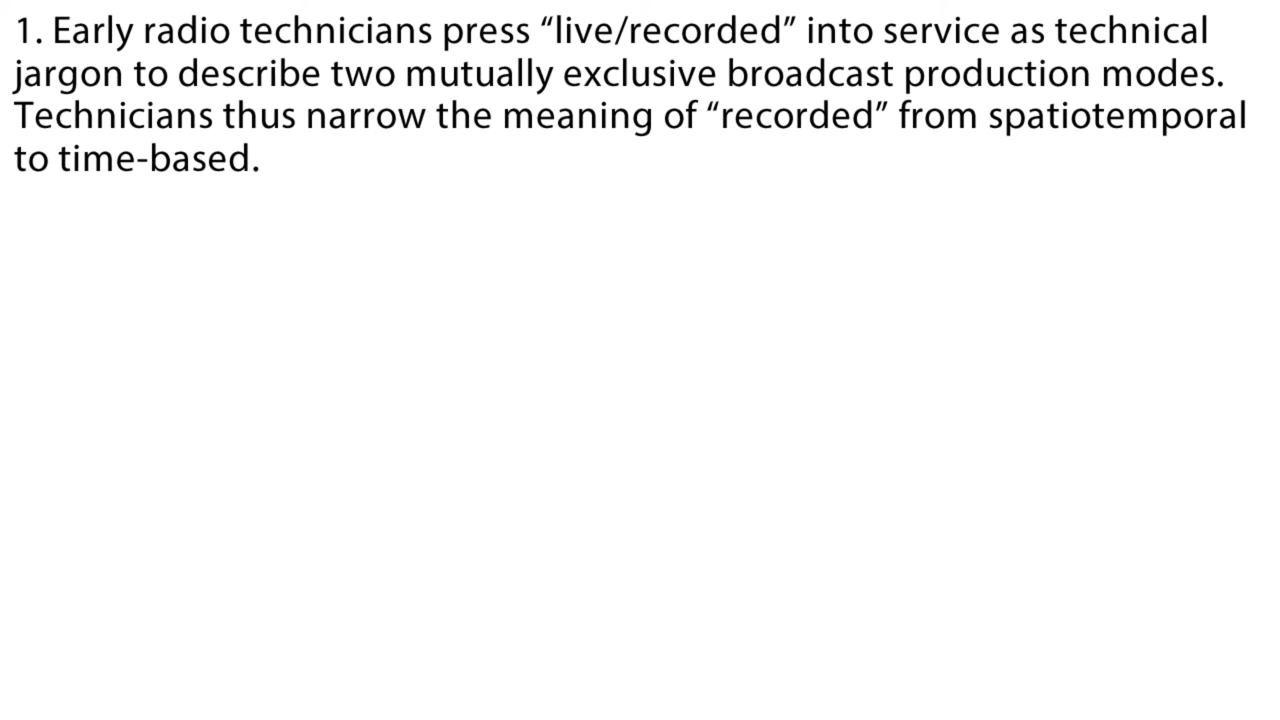 1. Early radio technicians press “live/recorded” into service as technical
jargon to describe two mutually exclusive broadcast production modes.
Technicians thus narrow the meaning of “recorded” from spatiotemporal
to time-based.